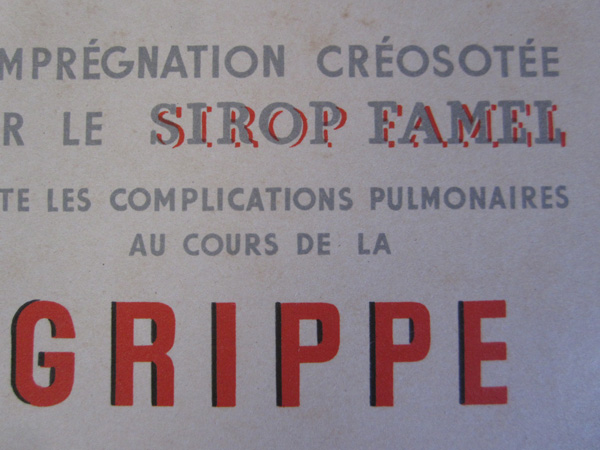 MPRÉGNATION CRÉOSOTÉE
R LE SIROP FAMEL
TE LES COMPLICATIONS PULMONAIRES
AU COURS DE LA
GRIPPE